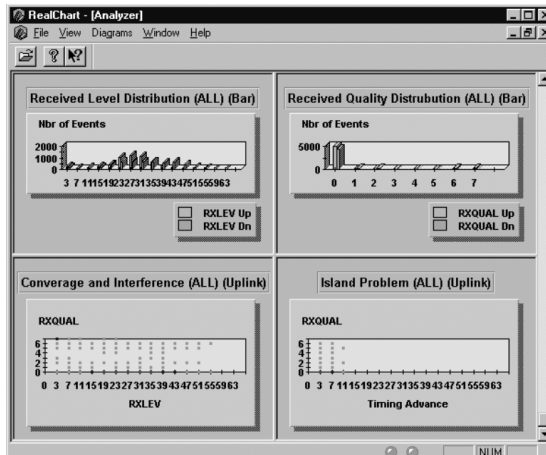 RealChart - [Analyzer]
File View Diagrams Window Help
Received Level Distribution (ALL) (Bar)
Nbr of Events
2000
1000
0
3 7 1115192327313539434751555963
RXLEV Up
RXLEV Dn
Received Quality Distrubution (ALL) (Bar)
Nbr of Events
5000
0
0 1 2 3 4 5 6 7
RXQUAL Up
RXQUAL Dn
Converage and Interference (ALL) (Uplink)
RXQUAL
6
4
2
0
0 3 7 1115192327313539434751555963
RXLEV
Island Problem (ALL) (Uplink)
RXQUAL
6
4
2
0
0 3 7 1115192327313539434751555963
Timing Advance
NUM